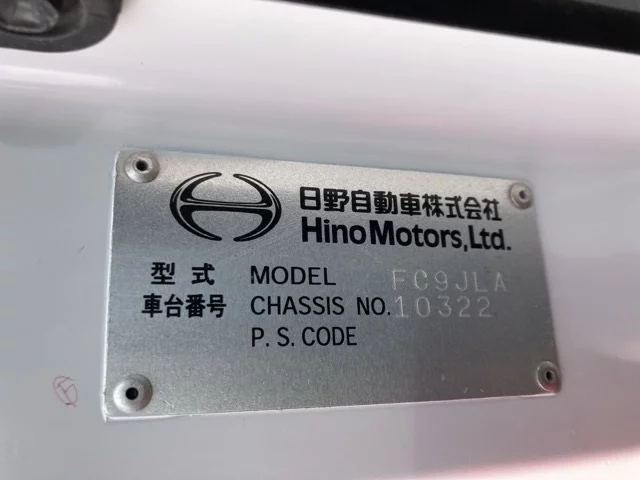 日野自動車株式会社
Hino Motors, Ltd.
型式 MODEL FC9JLA
車台番号 CHASSIS NO. 10322
P. S. CODE